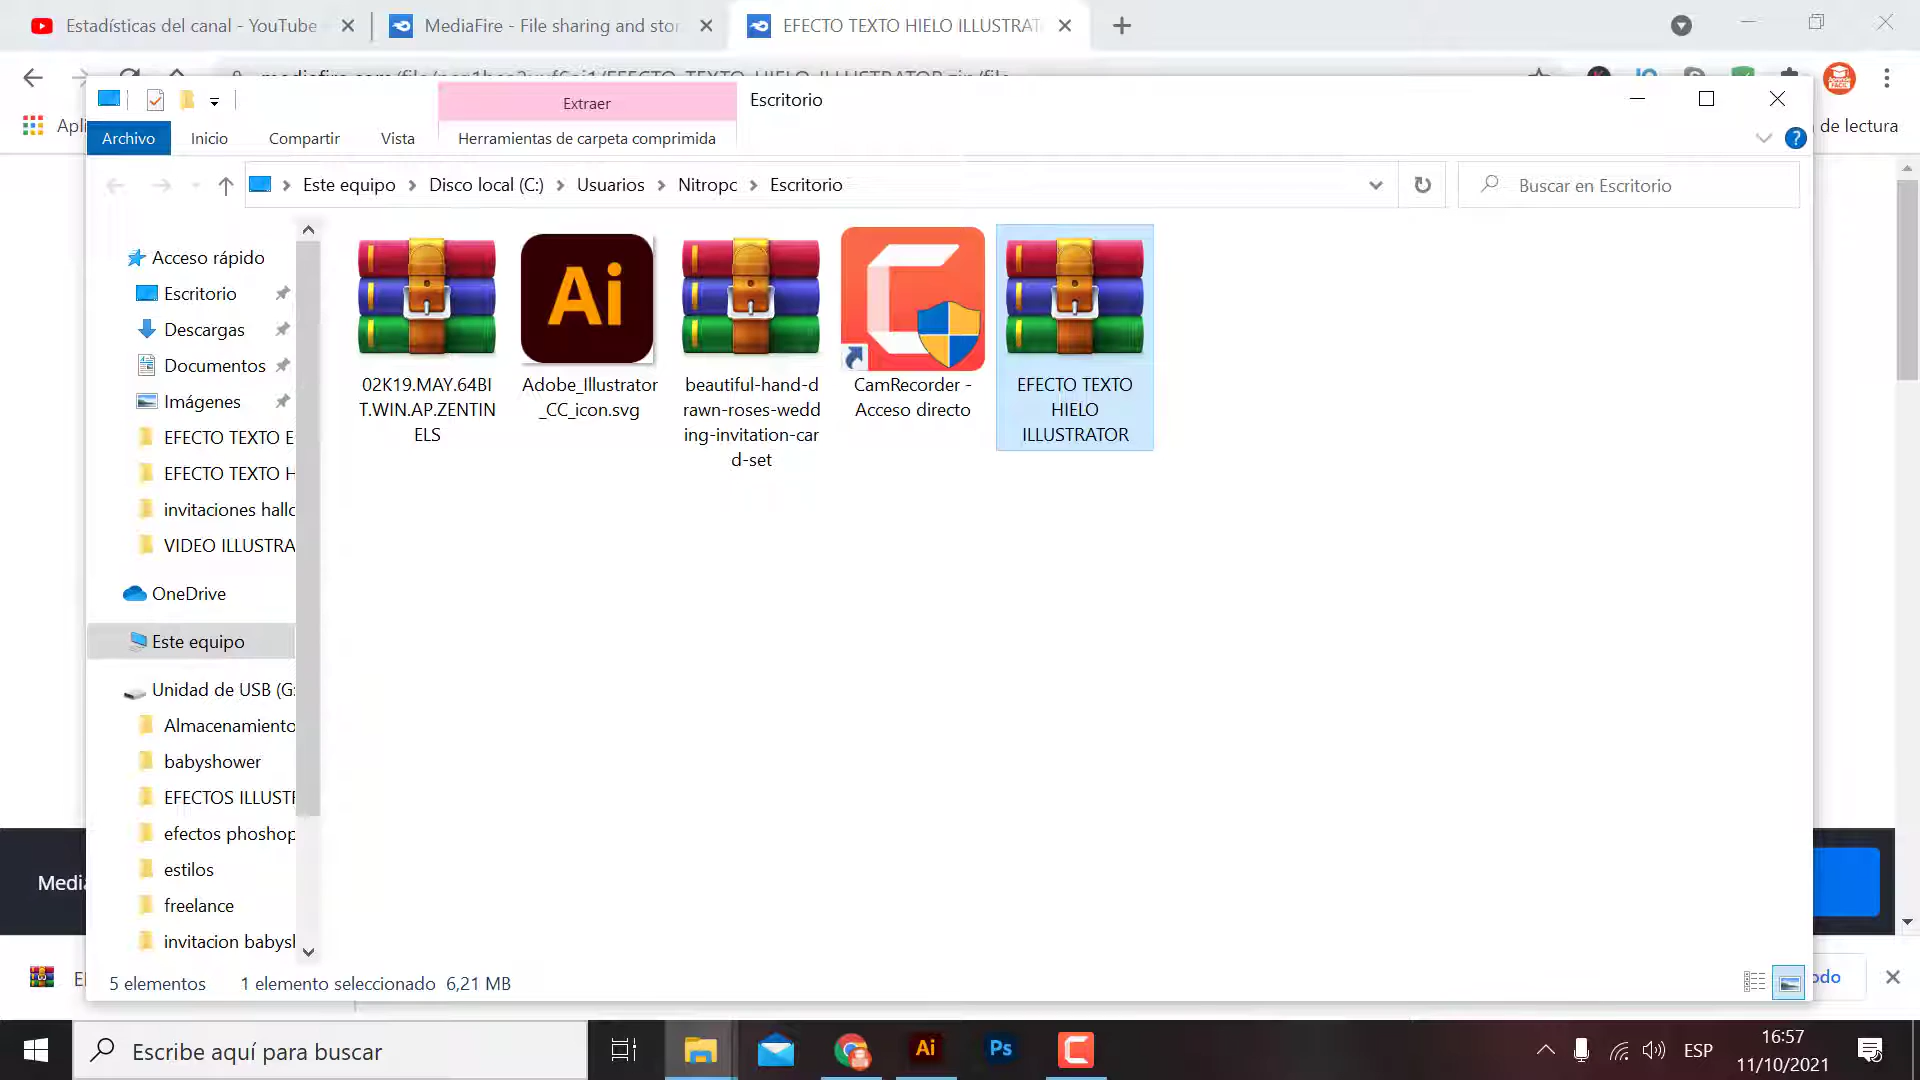 Estadísticas del canal - YouTube
MediaFire - File sharing and stor
EFECTO TEXTO HIELO ILLUSTRAT
Apli
de lectura
Extraer
Escritorio
Archivo
Inicio
Compartir
Vista
Herramientas de carpeta comprimida
?
Este equipo
Disco local (C:)
Usuarios
Nitropc
Escritorio
Buscar en Escritorio
Acceso rápido
Escritorio
Descargas
Documentos
Imágenes
EFECTO TEXTO E
EFECTO TEXTO H
invitaciones hallo
VIDEO ILLUSTRA
OneDrive
Este equipo
Unidad de USB (G:
Almacenamiento
babyshower
EFECTOS ILLUSTR
efectos phoshop
estilos
freelance
invitacion babysh
02K19.MAY.64BI
T.WIN.AP.ZENTIN
ELS
Ai
Adobe_Illustrator
_CC_icon.svg
beautiful-hand-d
rawn-roses-wedd
ing-invitation-car
d-set
CamRecorder -
Acceso directo
EFECTO TEXTO
HIELO
ILLUSTRATOR
Media
5 elementos
1 elemento seleccionado 6,21 MB
odo
Escribe aquí para buscar
Ai
Ps
ESP
16:57
11/10/2021